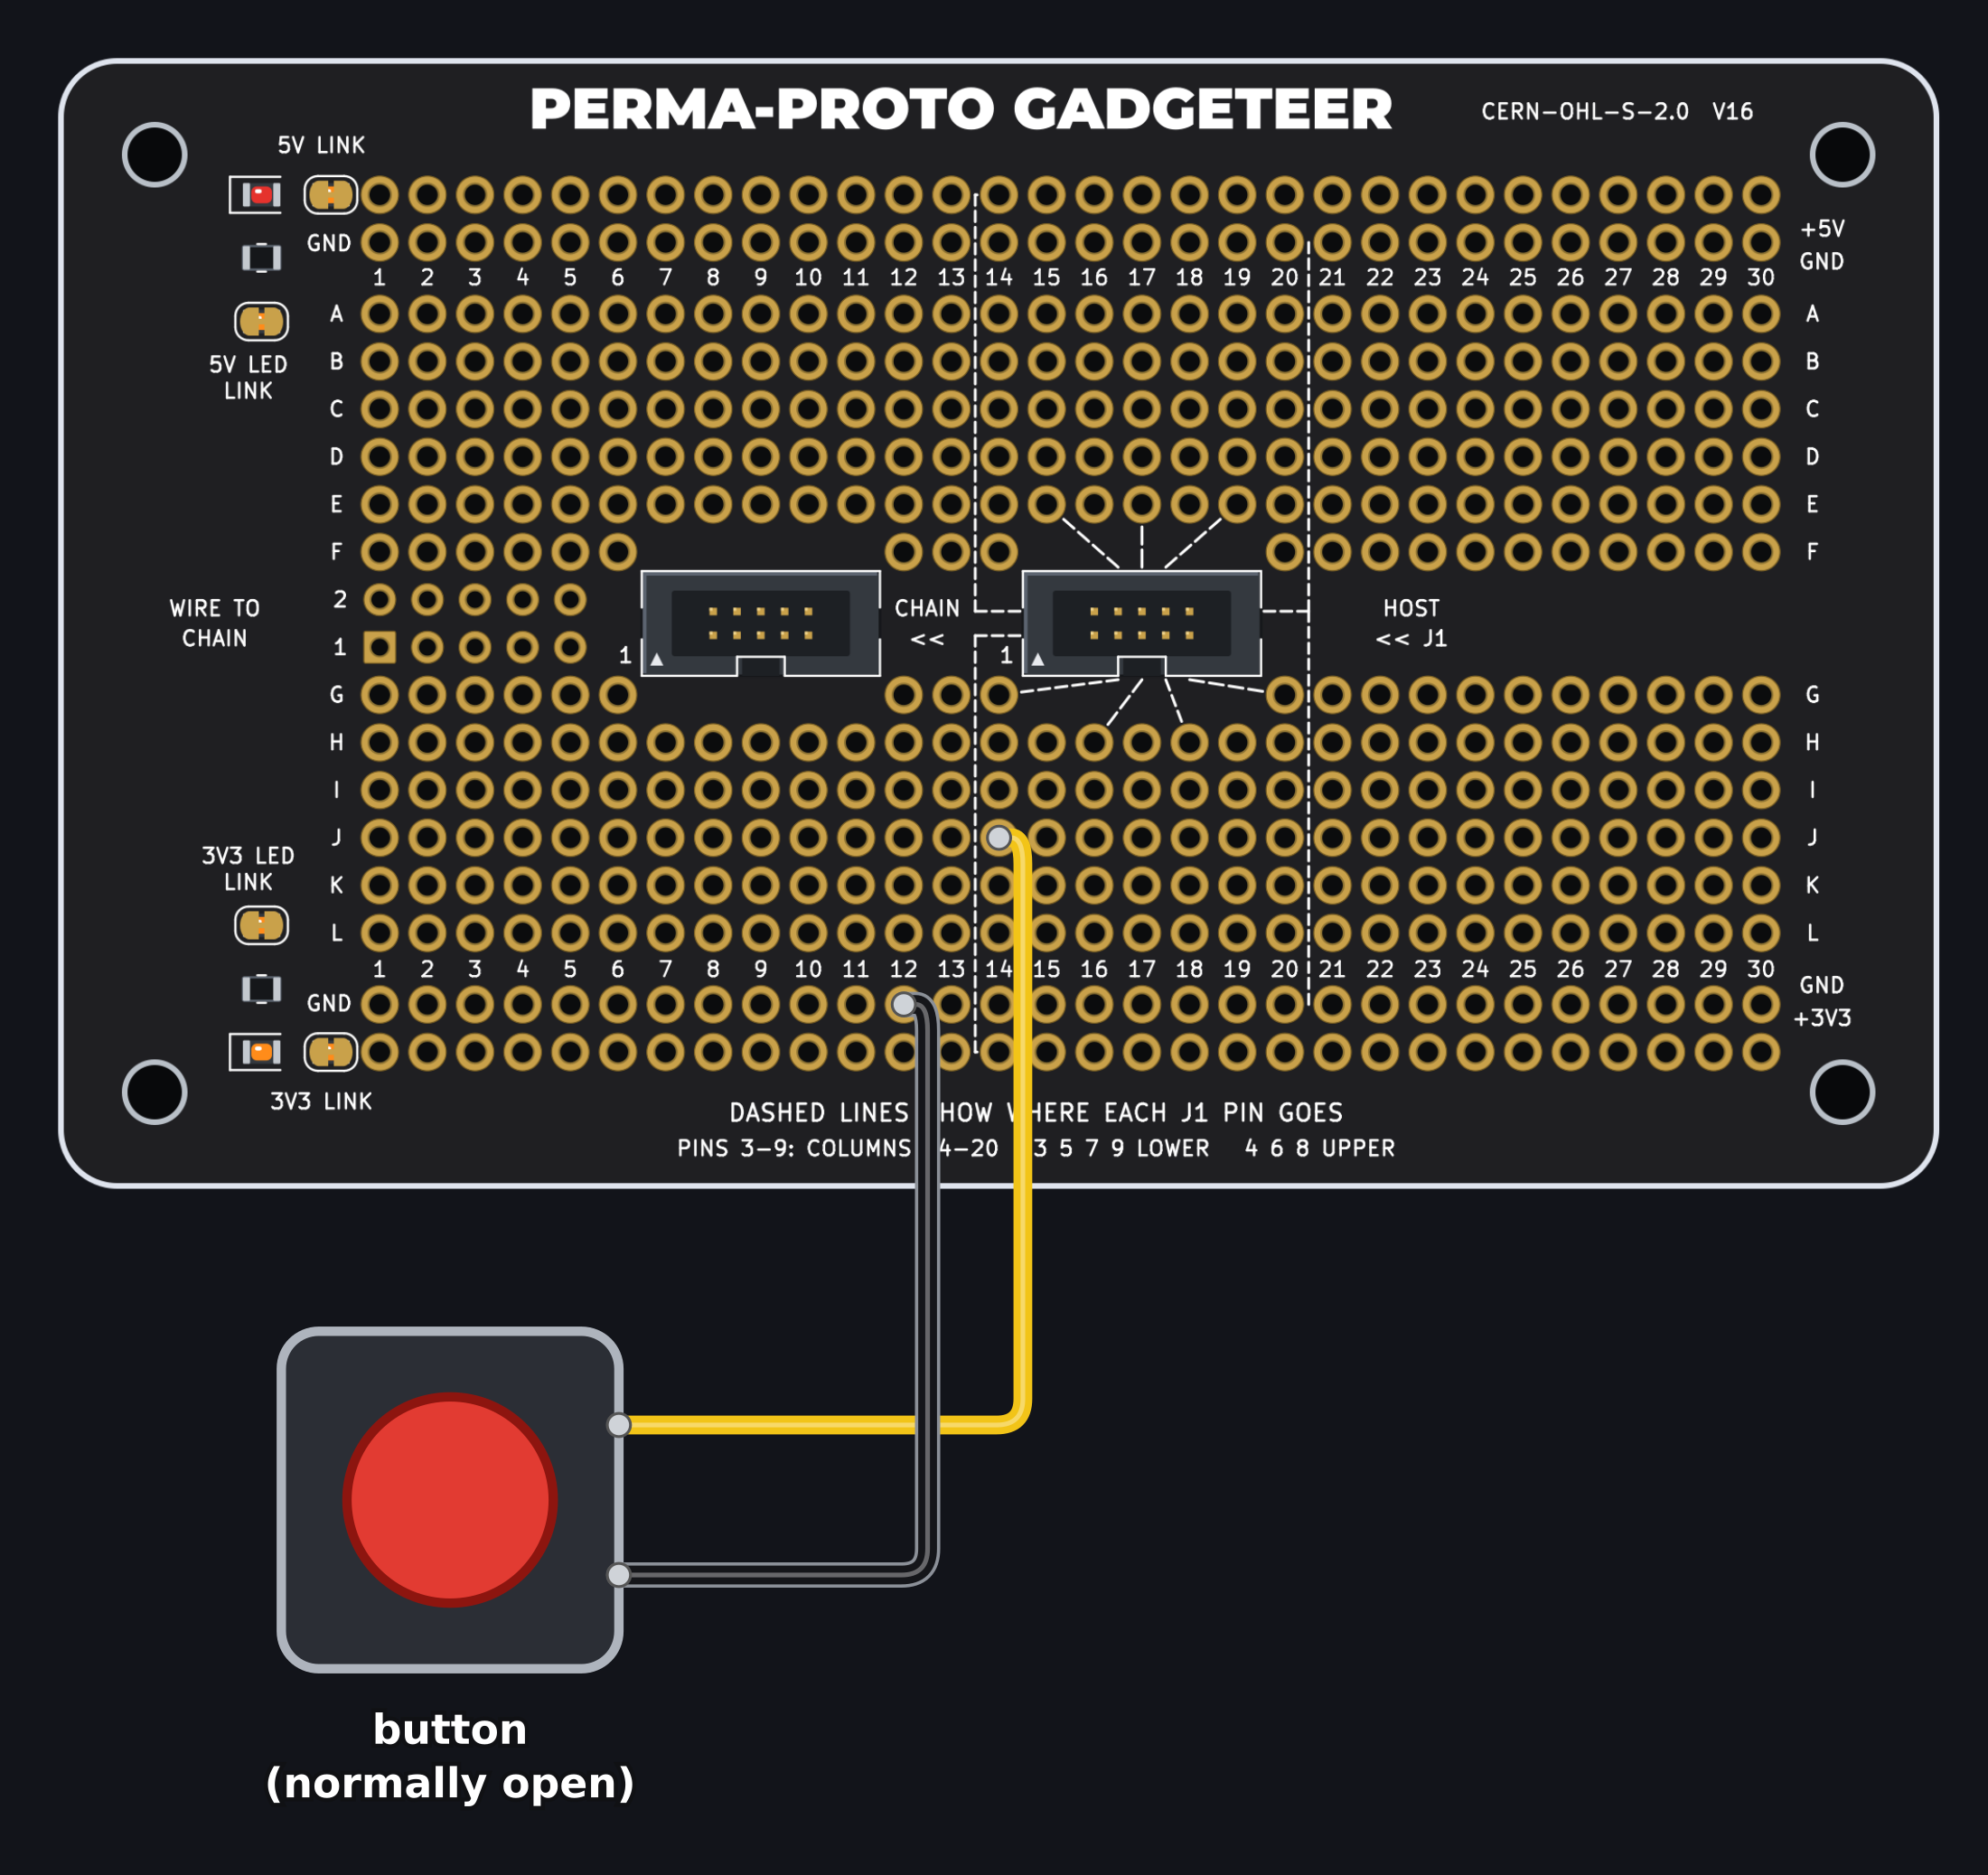 PERMA-PROTO GADGETEER
CERN-OHL-S-2.0 V16
5V LINK
+5V
GND
GND
1 2 3 4 5 6 7 8 9 10 11 12 13 14 15 16 17 18 19 20 21 22 23 24 25 26 27 28 29 30
A A
B B
5V LED
LINK
C C
D D
E E
F F
2
WIRE TO
CHAIN
1
1
CHAIN
<<
1
HOST
<< J1
G G
H H
I I
J J
3V3 LED
LINK
K K
L L
1 2 3 4 5 6 7 8 9 10 11 12 13 14 15 16 17 18 19 20 21 22 23 24 25 26 27 28 29 30
GND
GND
+3V3
3V3 LINK
DASHED LINES HOW WHERE EACH J1 PIN GOES
PINS 3-9: COLUMNS 4-20 3 5 7 9 LOWER 4 6 8 UPPER
button
(normally open)